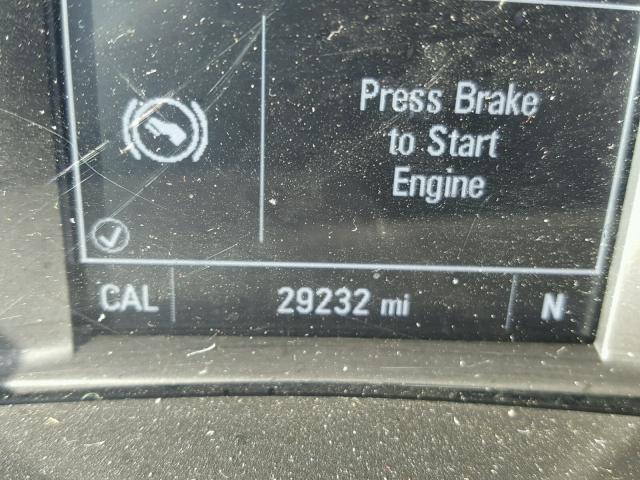 Press Brake
to Start
Engine
CAL 29232 mi N